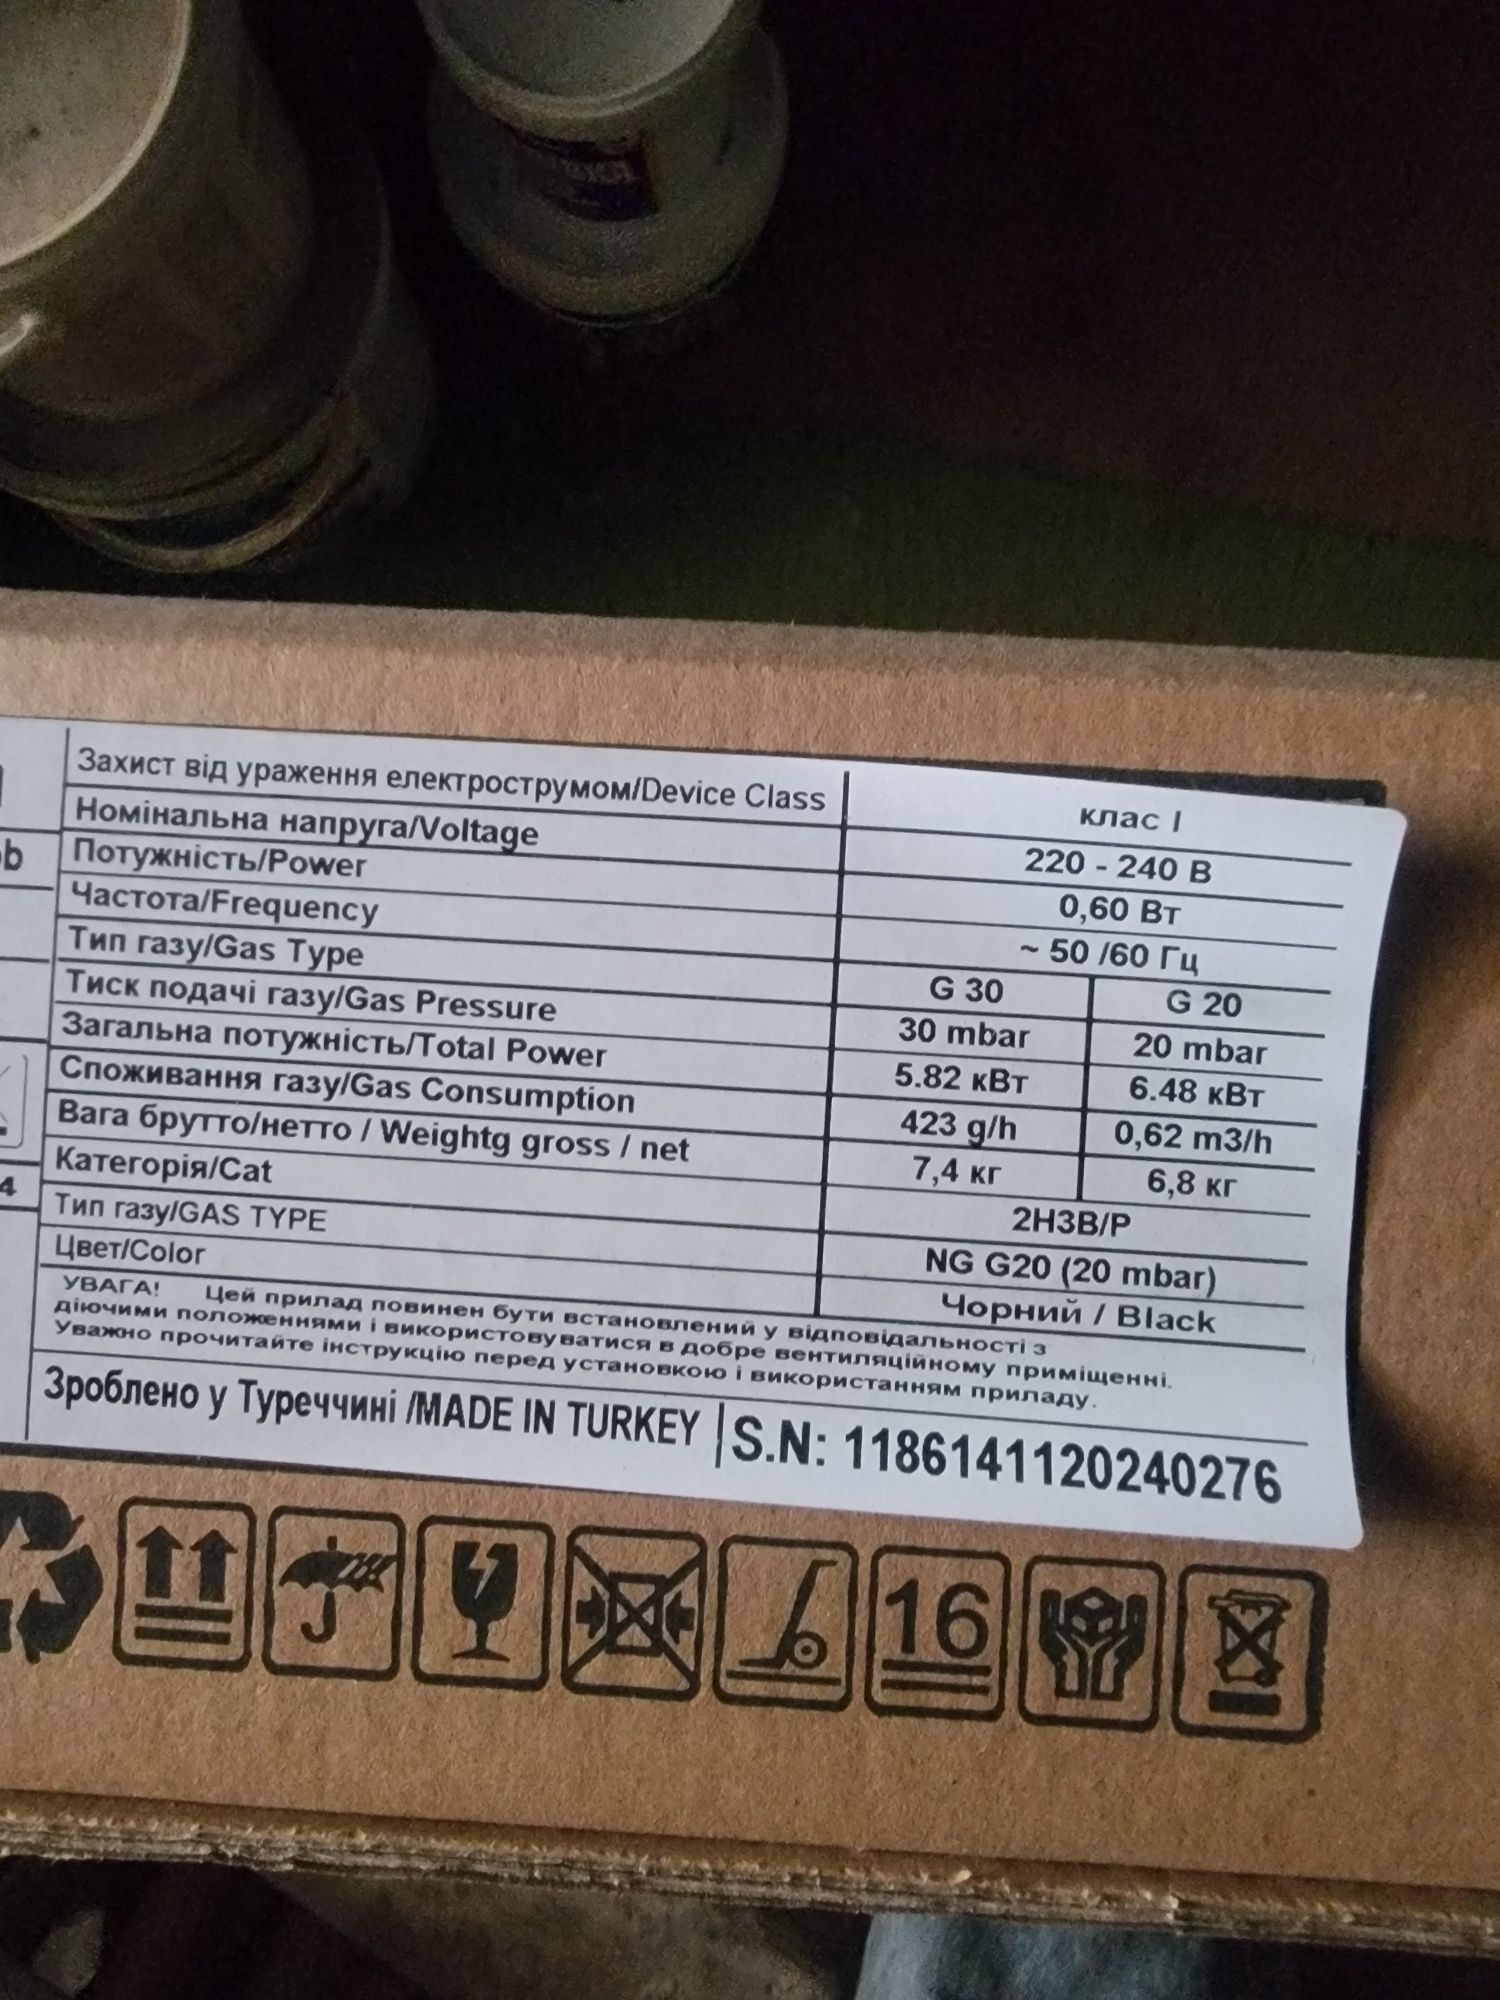 Захист від ураження електрострумом/Device Class клас I
Номінальна напруга/Voltage 220 - 240 В
Потужність/Power 0,60 Вт
Частота/Frequency ~ 50 /60 Гц
Тип газу/Gas Type G 30 G 20
Тиск подачі газу/Gas Pressure 30 mbar 20 mbar
Загальна потужність/Total Power 5.82 кВт 6.48 кВт
Споживання газу/Gas Consumption 423 g/h 0,62 m3/h
Вага брутто/нетто / Weightg gross / net 7,4 кг 6,8 кг
Категорія/Cat 2H3B/P
Тип газу/GAS TYPE NG G20 (20 mbar)
Цвет/Color Чорний / Black
УВАГА! Цей прилад повинен бути встановлений у відповідальності з
діючими положеннями і використовуватися в добре вентиляційному приміщенні.
Уважно прочитайте інструкцію перед установкою і використанням приладу.
Зроблено у Туреччині /MADE IN TURKEY S.N: 1186141120240276
16